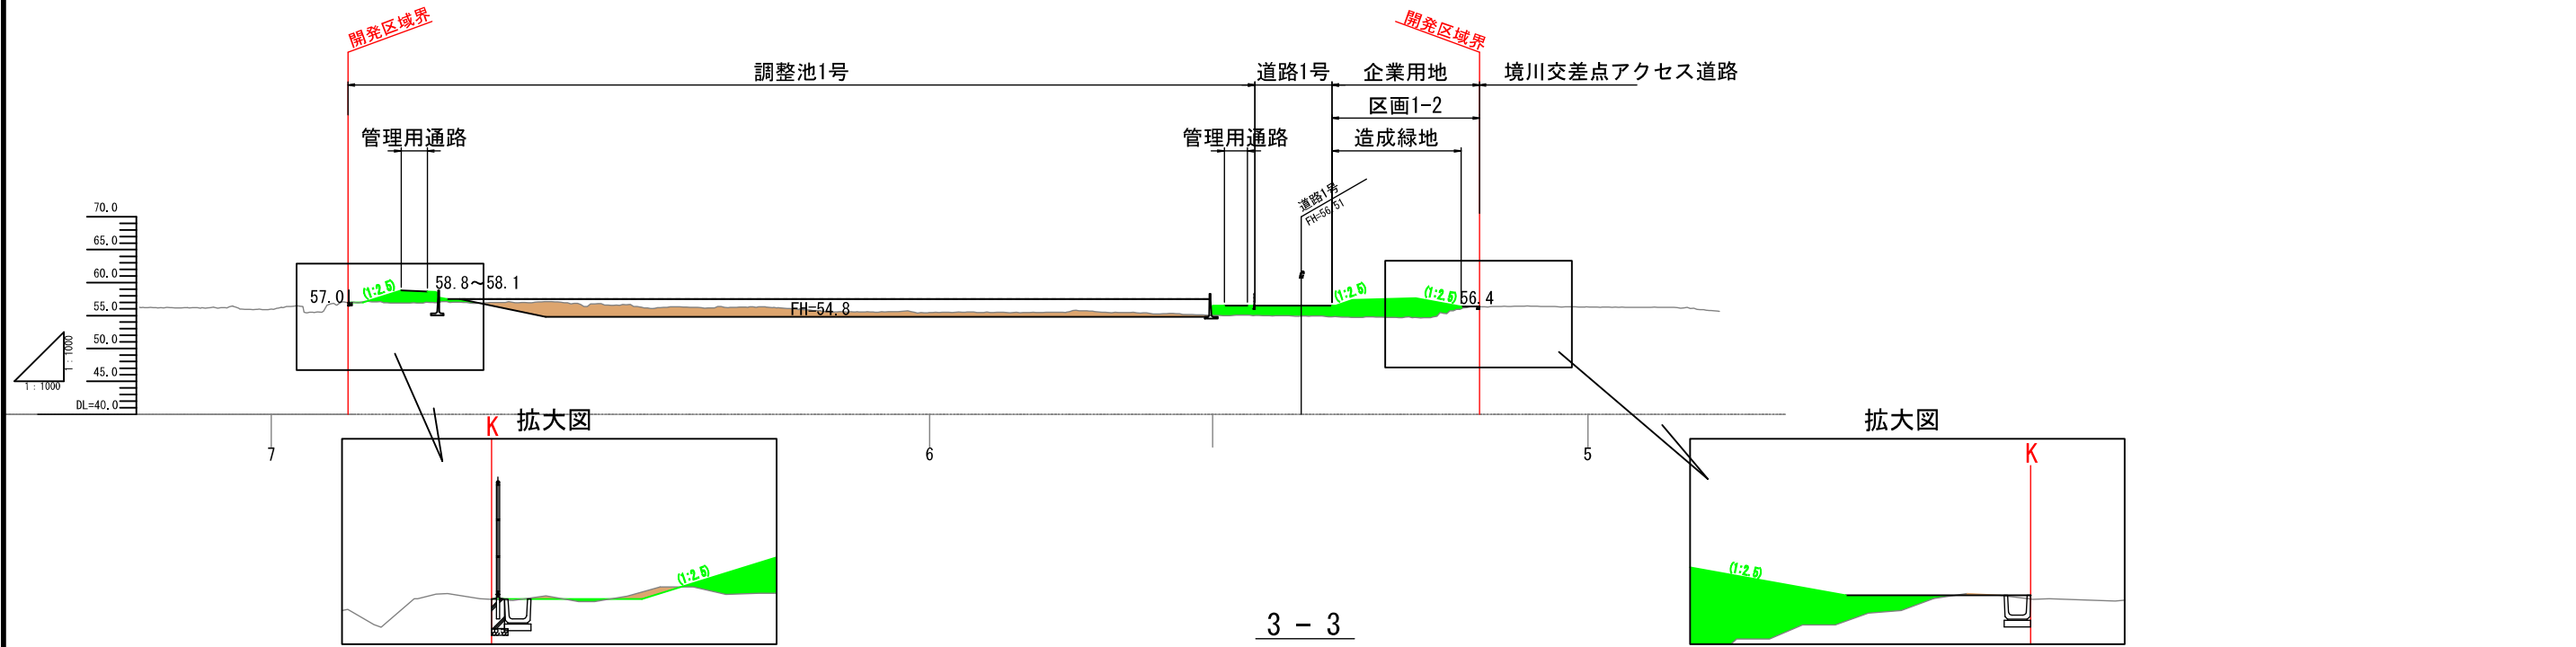 開発区域界
開発区域界
調整池1号
道路1号
企業用地
境川交差点アクセス道路
区画1-2
管理用通路
管理用通路
造成緑地
道路1号
FH=56.51
70.0
65.0
60.0
55.0
50.0
45.0
DL=40.0
1 : 1000
1 : 1000
57.0
(1:2.5)
58.8～58.1
FH=54.8
(1:2.5)
(1:2.5)
56.4
7
6
5
K
拡大図
(1:2.5)
拡大図
K
(1:2.5)
3 - 3